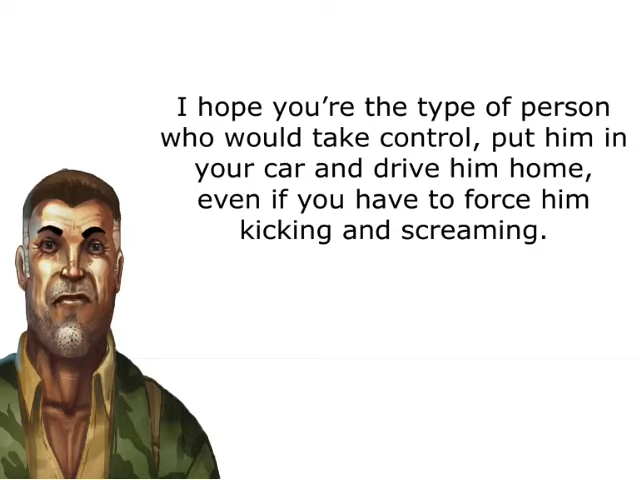 I hope you’re the type of person
who would take control, put him in
your car and drive him home,
even if you have to force him
kicking and screaming.